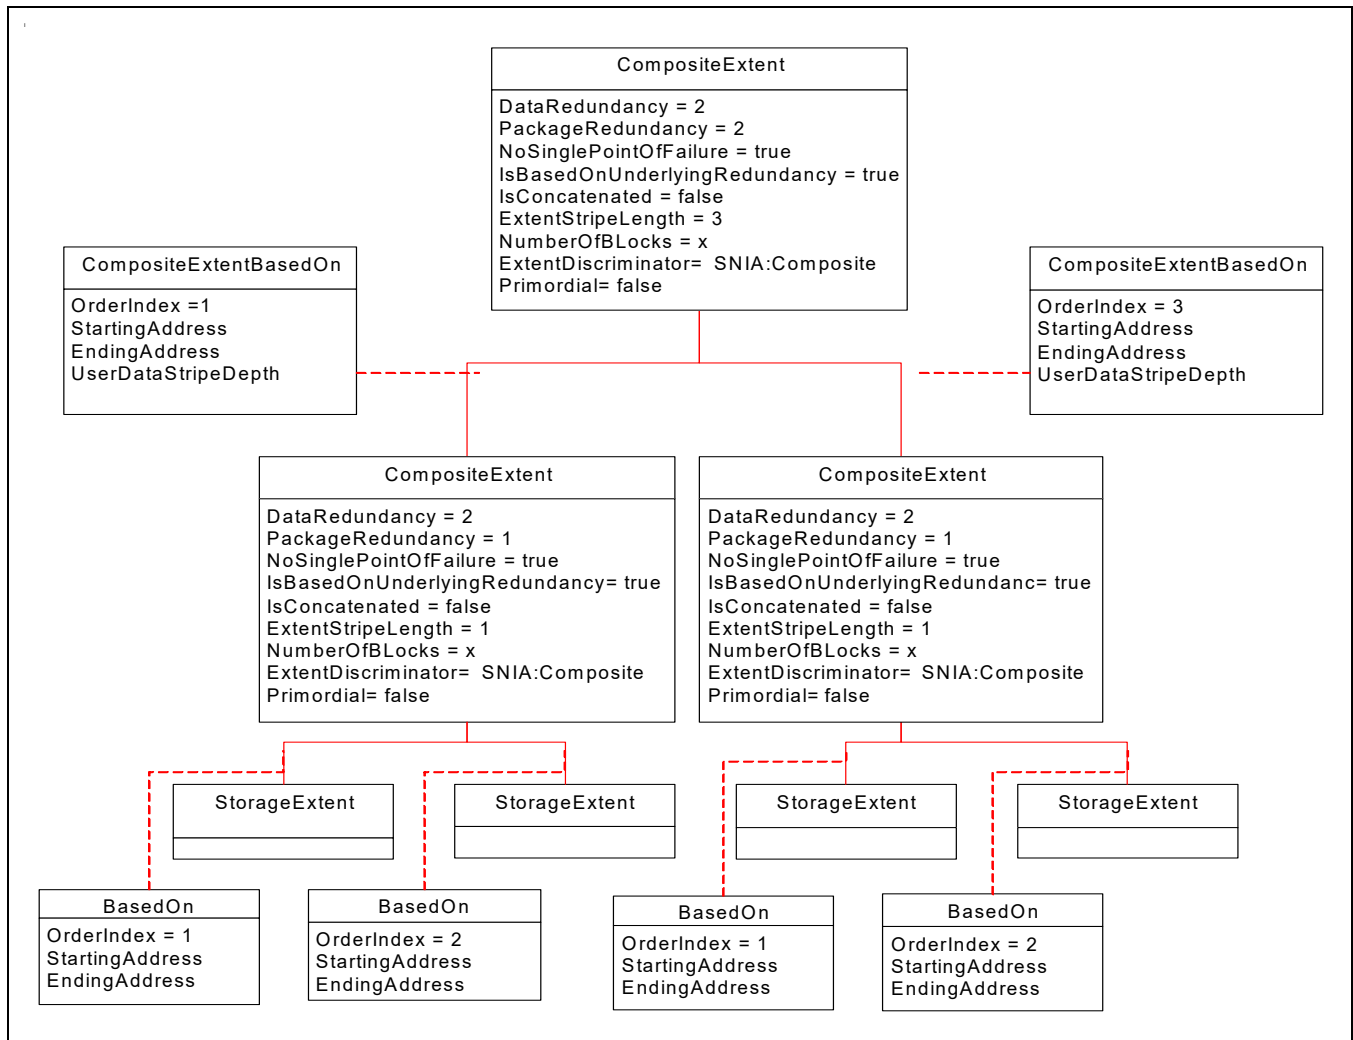 CompositeExtent
DataRedundancy = 2
PackageRedundancy = 2
NoSinglePointOfFailure = true
IsBasedOnUnderlyingRedundancy = true
IsConcatenated = false
ExtentStripeLength = 3
NumberOfBLocks = x
ExtentDiscriminator= SNIA:Composite
Primordial= false
CompositeExtentBasedOn
OrderIndex =1
StartingAddress
EndingAddress
UserDataStripeDepth
CompositeExtentBasedOn
OrderIndex = 3
StartingAddress
EndingAddress
UserDataStripeDepth
CompositeExtent
DataRedundancy = 2
PackageRedundancy = 1
NoSinglePointOfFailure = true
IsBasedOnUnderlyingRedundancy= true
IsConcatenated = false
ExtentStripeLength = 1
NumberOfBLocks = x
ExtentDiscriminator= SNIA:Composite
Primordial= false
CompositeExtent
DataRedundancy = 2
PackageRedundancy = 1
NoSinglePointOfFailure = true
IsBasedOnUnderlyingRedundanc= true
IsConcatenated = false
ExtentStripeLength = 1
NumberOfBLocks = x
ExtentDiscriminator= SNIA:Composite
Primordial= false
StorageExtent
StorageExtent
StorageExtent
StorageExtent
BasedOn
OrderIndex = 1
StartingAddress
EndingAddress
BasedOn
OrderIndex = 2
StartingAddress
EndingAddress
BasedOn
OrderIndex = 1
StartingAddress
EndingAddress
BasedOn
OrderIndex = 2
StartingAddress
EndingAddress